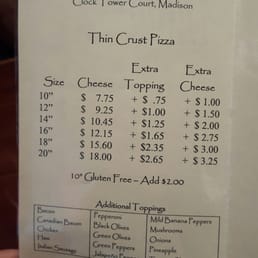 Clock Tower Court, Madison
Thin Crust Pizza
Extra Extra
Size Cheese Topping Cheese
10" $ 7.75 + $ .75 + $ 1.00
12" $ 9.25 + $1.00 + $ 1.50
14" $ 10.45 + $1.25 + $ 2.00
16" $ 12.15 + $1.65 + $ 2.75
18" $ 15.60 + $2.35 + $ 3.00
20" $ 18.00 + $2.65 + $ 3.25
10" Gluten Free – Add $2.00
Additional Toppings
Bacon Pepperoni Mild Banana Peppers
Canadian Bacon Black Olives Mushrooms
Chicken Green Olives Onions
Ham Green Peppers Pineapple
Italian Sausage Jalapeño